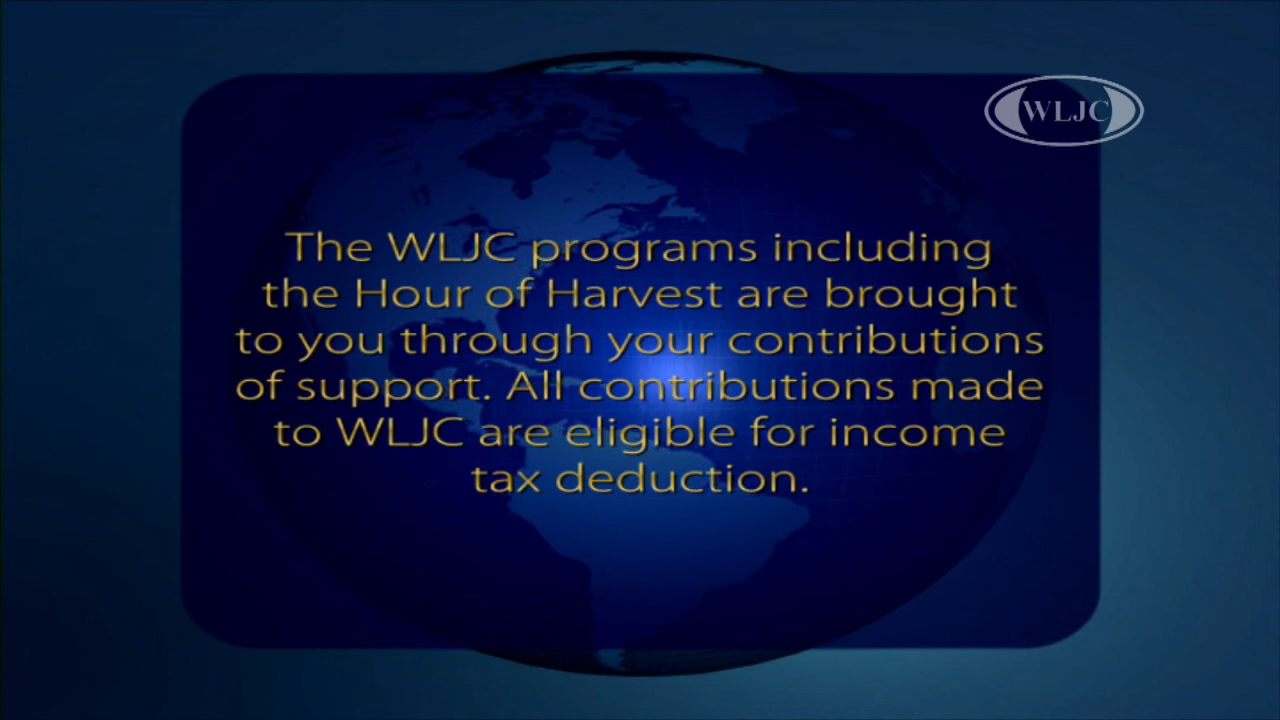 WLJC
The WLJC programs including
the Hour of Harvest are brought
to you through your contributions
of support. All contributions made
to WLJC are eligible for income
tax deduction.